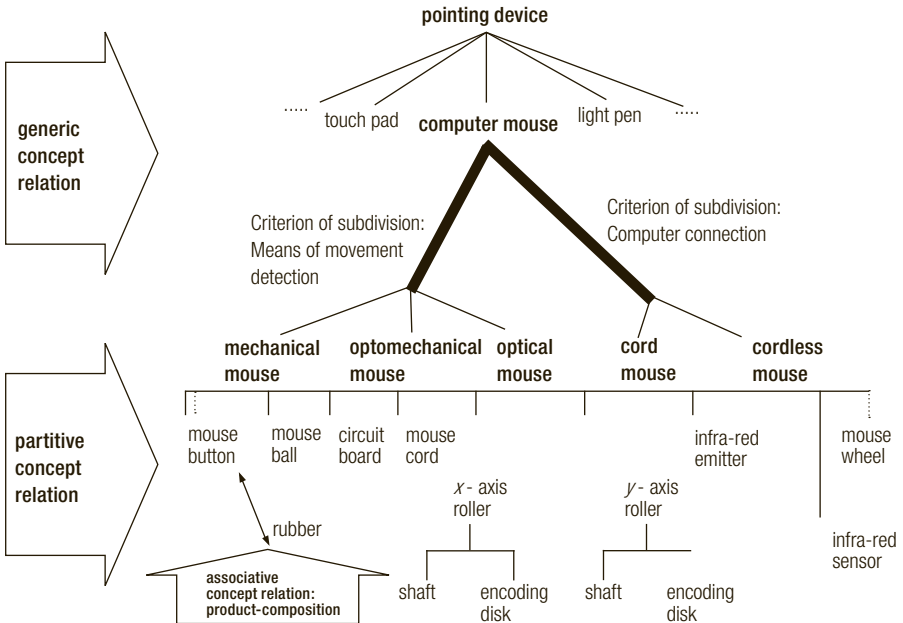 pointing device
..... touch pad computer mouse light pen .....
generic
concept
relation
Criterion of subdivision:
Means of movement
detection
Criterion of subdivision:
Computer connection
mechanical
mouse
optomechanical
mouse
optical
mouse
cord
mouse
cordless
mouse
partitive
concept
relation
mouse
button
mouse
ball
circuit
board
mouse
cord
infra-red
emitter
mouse
wheel
x - axis
roller
y - axis
roller
infra-red
sensor
rubber
associative
concept relation:
product-composition
shaft
encoding
disk
shaft
encoding
disk